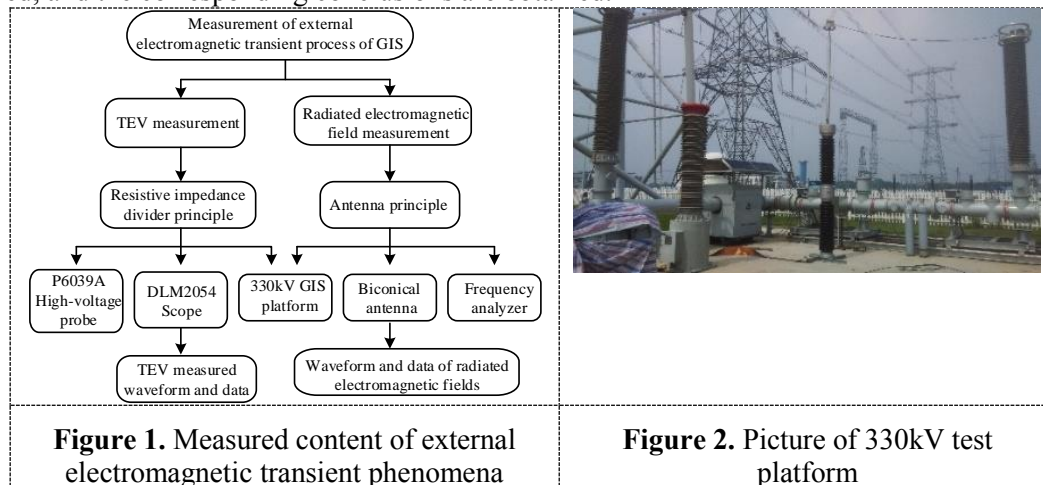 Measurement of external
electromagnetic transient process of GIS
TEV measurement
Radiated electromagnetic
field measurement
Resistive impedance
divider principle
Antenna principle
P6039A
High-voltage
probe
DLM2054
Scope
330kV GIS
platform
Biconical
antenna
Frequency
analyzer
TEV measured
waveform and data
Waveform and data of radiated
electromagnetic fields
Figure 1. Measured content of external
electromagnetic transient phenomena
Figure 2. Picture of 330kV test
platform